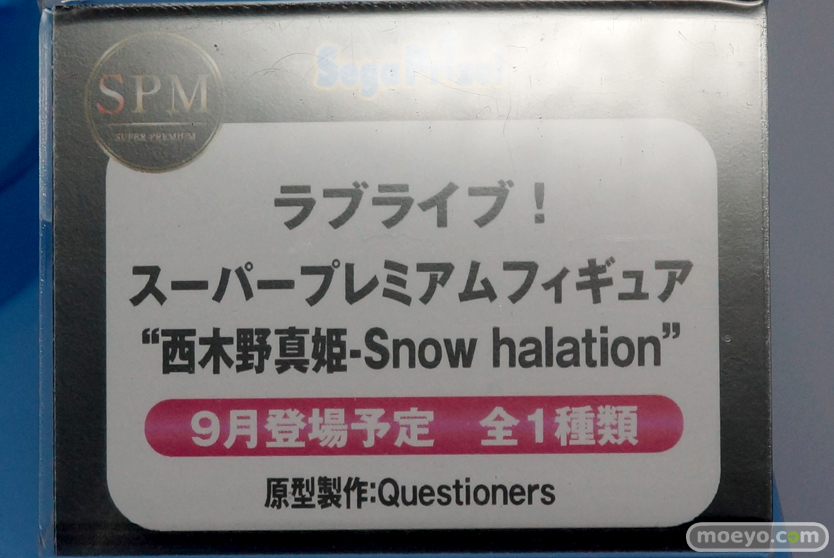 Sega Prize!
SPM
SUPER PREMIUM
ラブライブ！
スーパープレミアムフィギュア
“西木野真姫-Snow halation”
9月登場予定　全1種類
原型製作:Questioners
moeyo.com